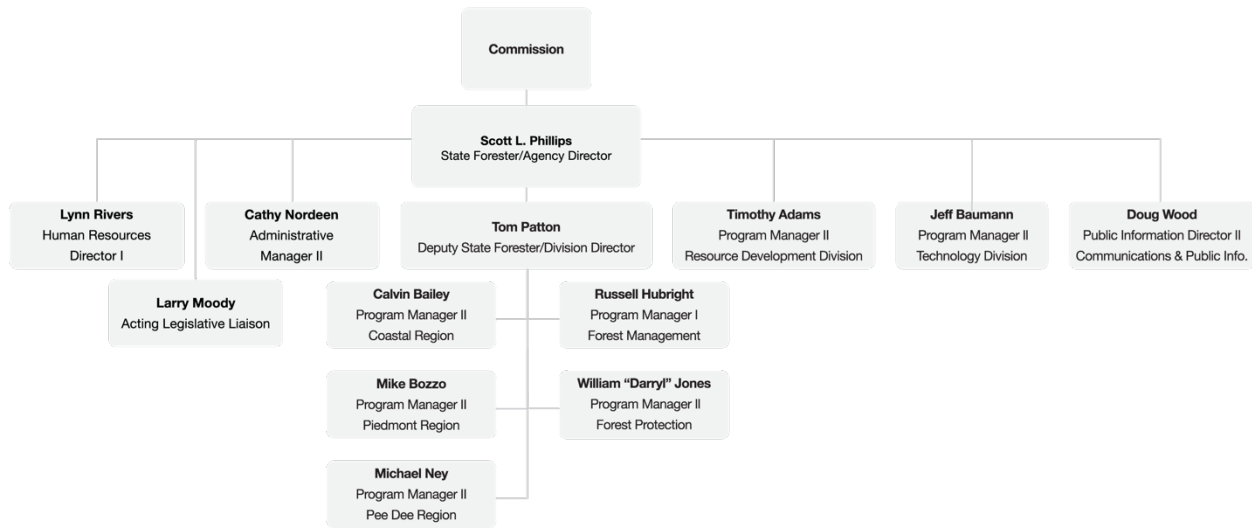 Commission
Scott L. Phillips
State Forester/Agency Director
Lynn Rivers
Human Resources
Director I
Cathy Nordeen
Administrative
Manager II
Tom Patton
Deputy State Forester/Division Director
Timothy Adams
Program Manager II
Resource Development Division
Jeff Baumann
Program Manager II
Technology Division
Doug Wood
Public Information Director II
Communications & Public Info.
Larry Moody
Acting Legislative Liaison
Calvin Bailey
Program Manager II
Coastal Region
Russell Hubright
Program Manager I
Forest Management
Mike Bozzo
Program Manager II
Piedmont Region
William “Darryl” Jones
Program Manager II
Forest Protection
Michael Ney
Program Manager II
Pee Dee Region